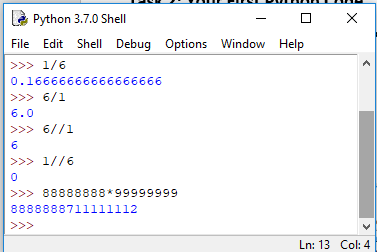 Task 2: Your First Python Code
Python 3.7.0 Shell
File Edit Shell Debug Options Window Help
>>> 1/6
0.16666666666666666
>>> 6/1
6.0
>>> 6//1
6
>>> 1//6
0
>>> 88888888*99999999
8888888711111112
>>>
Ln: 13 Col: 4